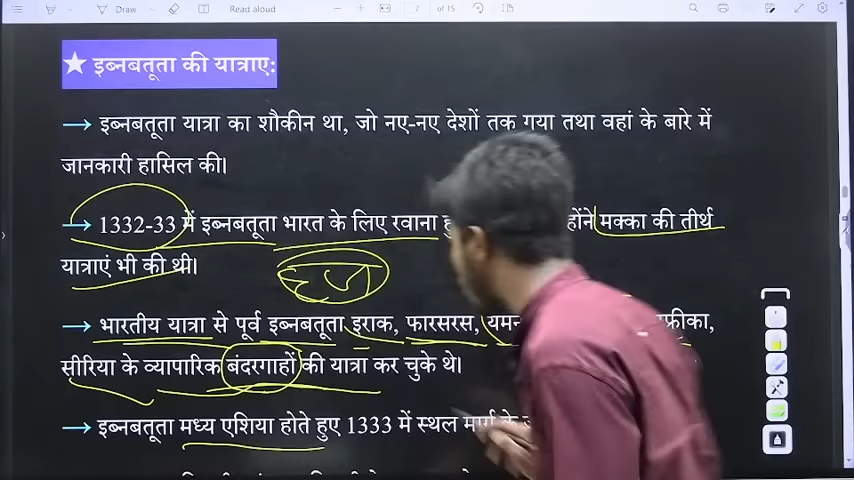 Draw
Read aloud
7 of 15
★ इब्नबतूता की यात्राए:
→ इब्नबतूता यात्रा का शौकीन था, जो नए-नए देशों तक गया तथा वहां के बारे में
जानकारी हासिल की।
→ 1332-33 में इब्नबतूता भारत के लिए रवाना मक्का की तीर्थ
यात्राएं भी की थी।
हज
→ भारतीय यात्रा से पूर्व इब्नबतूता इराक, फारसरस,
सीरिया के व्यापारिक बंदरगाहों की यात्रा कर चुके थे।
→ इब्नबतूता मध्य एशिया होते हुए 1333 में स्थल मार्ग